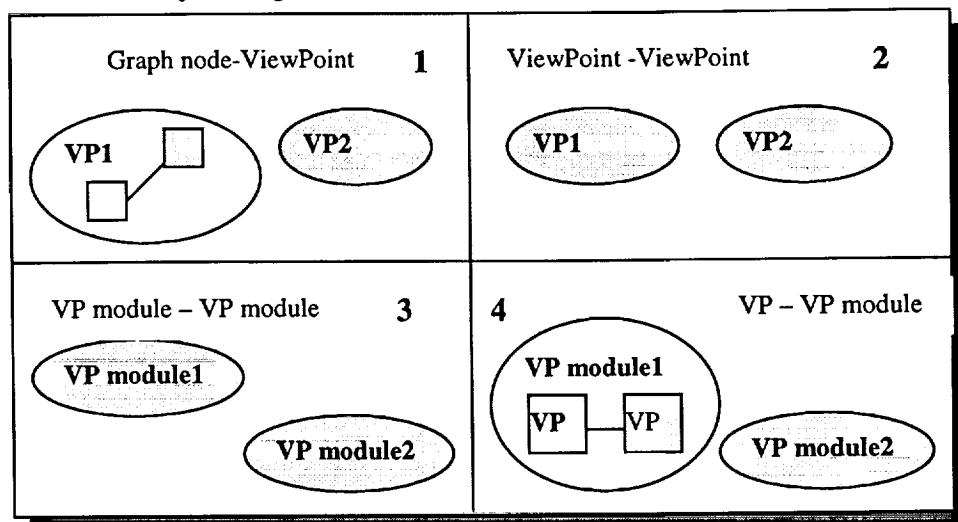 Graph node-ViewPoint 1
VP1
VP2
ViewPoint -ViewPoint 2
VP1
VP2
VP module – VP module 3
VP module1
VP module2
4 VP – VP module
VP module1
VP VP
VP module2